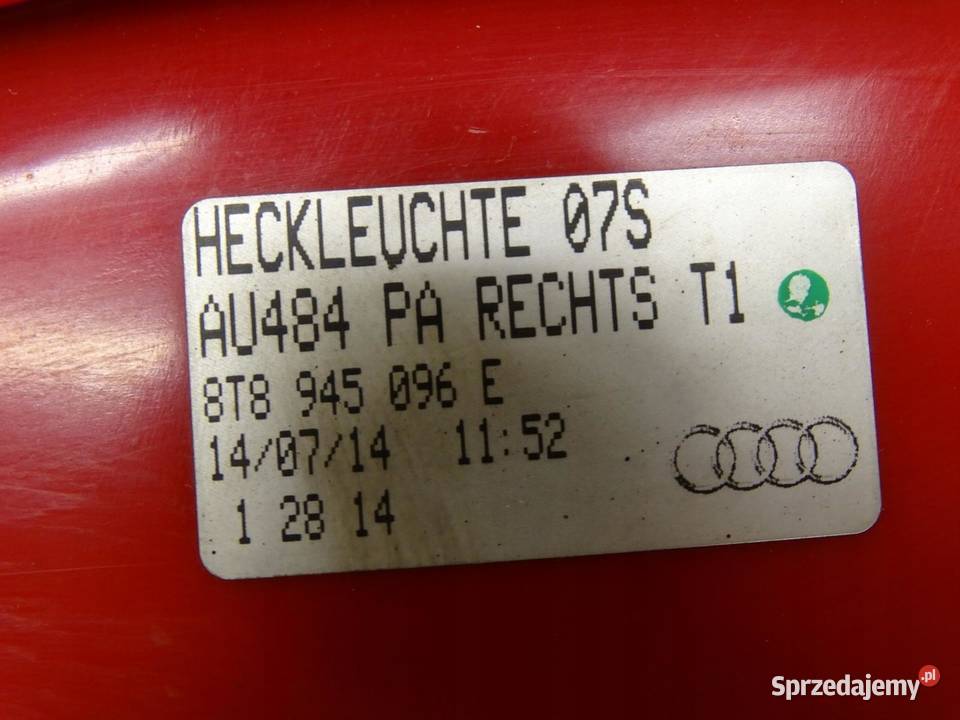 HECKLEUCHTE 07S
AU484 PA RECHTS T1
8T8 945 096 E
14/07/14 11:52
1 28 14
Sprzedajemy.pl